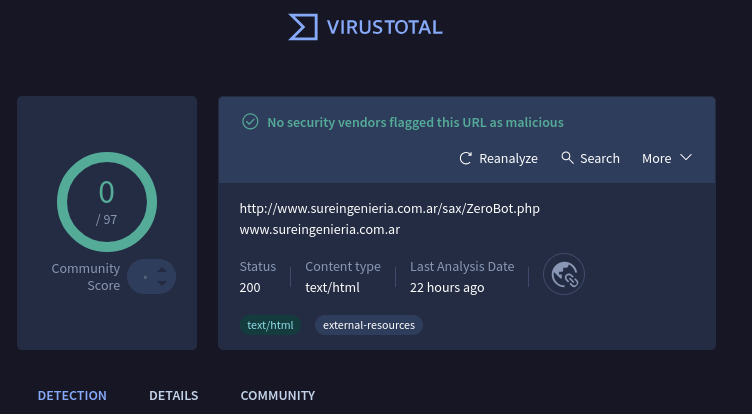 VIRUSTOTAL
0
/ 97
Community
Score
No security vendors flagged this URL as malicious
Reanalyze Search More
http://www.sureingenieria.com.ar/sax/ZeroBot.php
www.sureingenieria.com.ar
Status Content type Last Analysis Date
200 text/html 22 hours ago
text/html external-resources
DETECTION DETAILS COMMUNITY